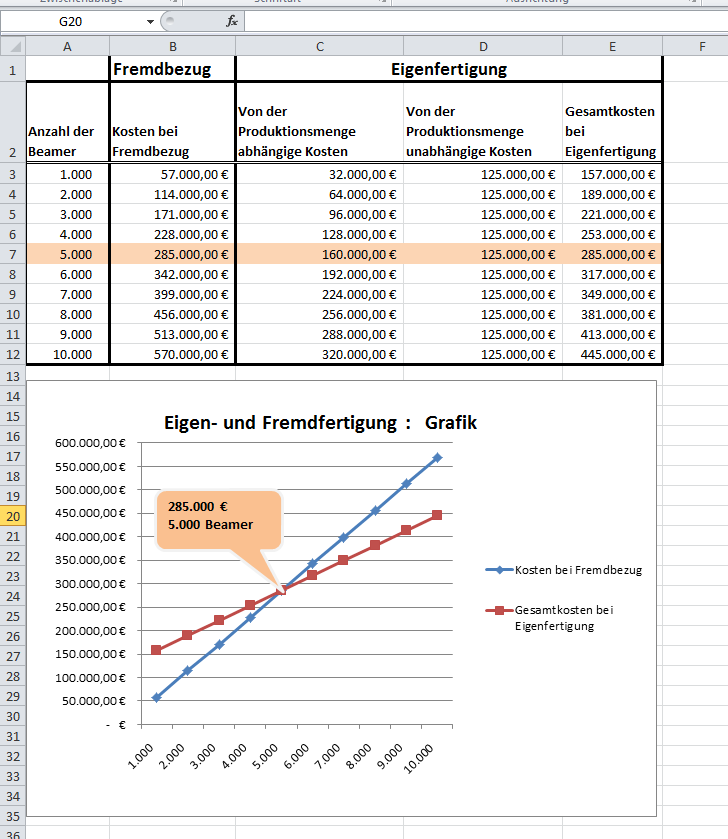 Zwischenablage Schriftart Ausrichtung
G20 fx
A B C D E F
1 Fremdbezug Eigenfertigung
2 Anzahl der Beamer Kosten bei Fremdbezug Von der Produktionsmenge abhängige Kosten Von der Produktionsmenge unabhängige Kosten Gesamtkosten bei Eigenfertigung
3 1.000 57.000,00 € 32.000,00 € 125.000,00 € 157.000,00 €
4 2.000 114.000,00 € 64.000,00 € 125.000,00 € 189.000,00 €
5 3.000 171.000,00 € 96.000,00 € 125.000,00 € 221.000,00 €
6 4.000 228.000,00 € 128.000,00 € 125.000,00 € 253.000,00 €
7 5.000 285.000,00 € 160.000,00 € 125.000,00 € 285.000,00 €
8 6.000 342.000,00 € 192.000,00 € 125.000,00 € 317.000,00 €
9 7.000 399.000,00 € 224.000,00 € 125.000,00 € 349.000,00 €
10 8.000 456.000,00 € 256.000,00 € 125.000,00 € 381.000,00 €
11 9.000 513.000,00 € 288.000,00 € 125.000,00 € 413.000,00 €
12 10.000 570.000,00 € 320.000,00 € 125.000,00 € 445.000,00 €
13
14
15
16
17
18
19
20
21
22
23
24
25
26
27
28
29
30
31
32
33
34
35
36
Eigen- und Fremdfertigung : Grafik
600.000,00 €
550.000,00 €
500.000,00 €
450.000,00 €
400.000,00 €
350.000,00 €
300.000,00 €
250.000,00 €
200.000,00 €
150.000,00 €
100.000,00 €
50.000,00 €
- €
285.000 €
5.000 Beamer
1.000 2.000 3.000 4.000 5.000 6.000 7.000 8.000 9.000 10.000
Kosten bei Fremdbezug
Gesamtkosten bei
Eigenfertigung